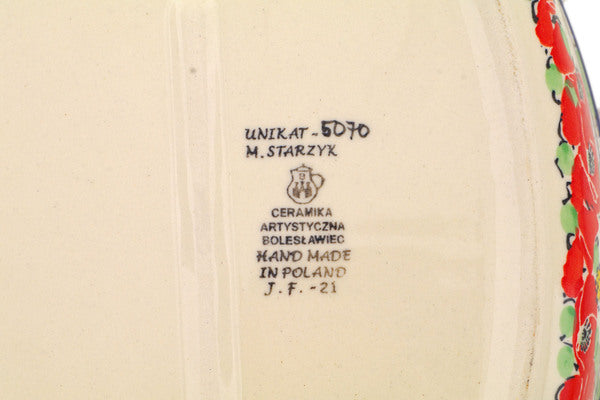 UNIKAT-5070
M. STARZYK
CERAMIKA
ARTYSTYCZNA
BOLESŁAWIEC
HAND MADE
IN POLAND
J.F.-21